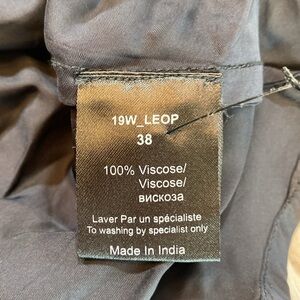 19W_LEOP
38
100% Viscose/
Viscose/
вискоза
Laver Par un spécialiste
To washing by specialist only
Made In India